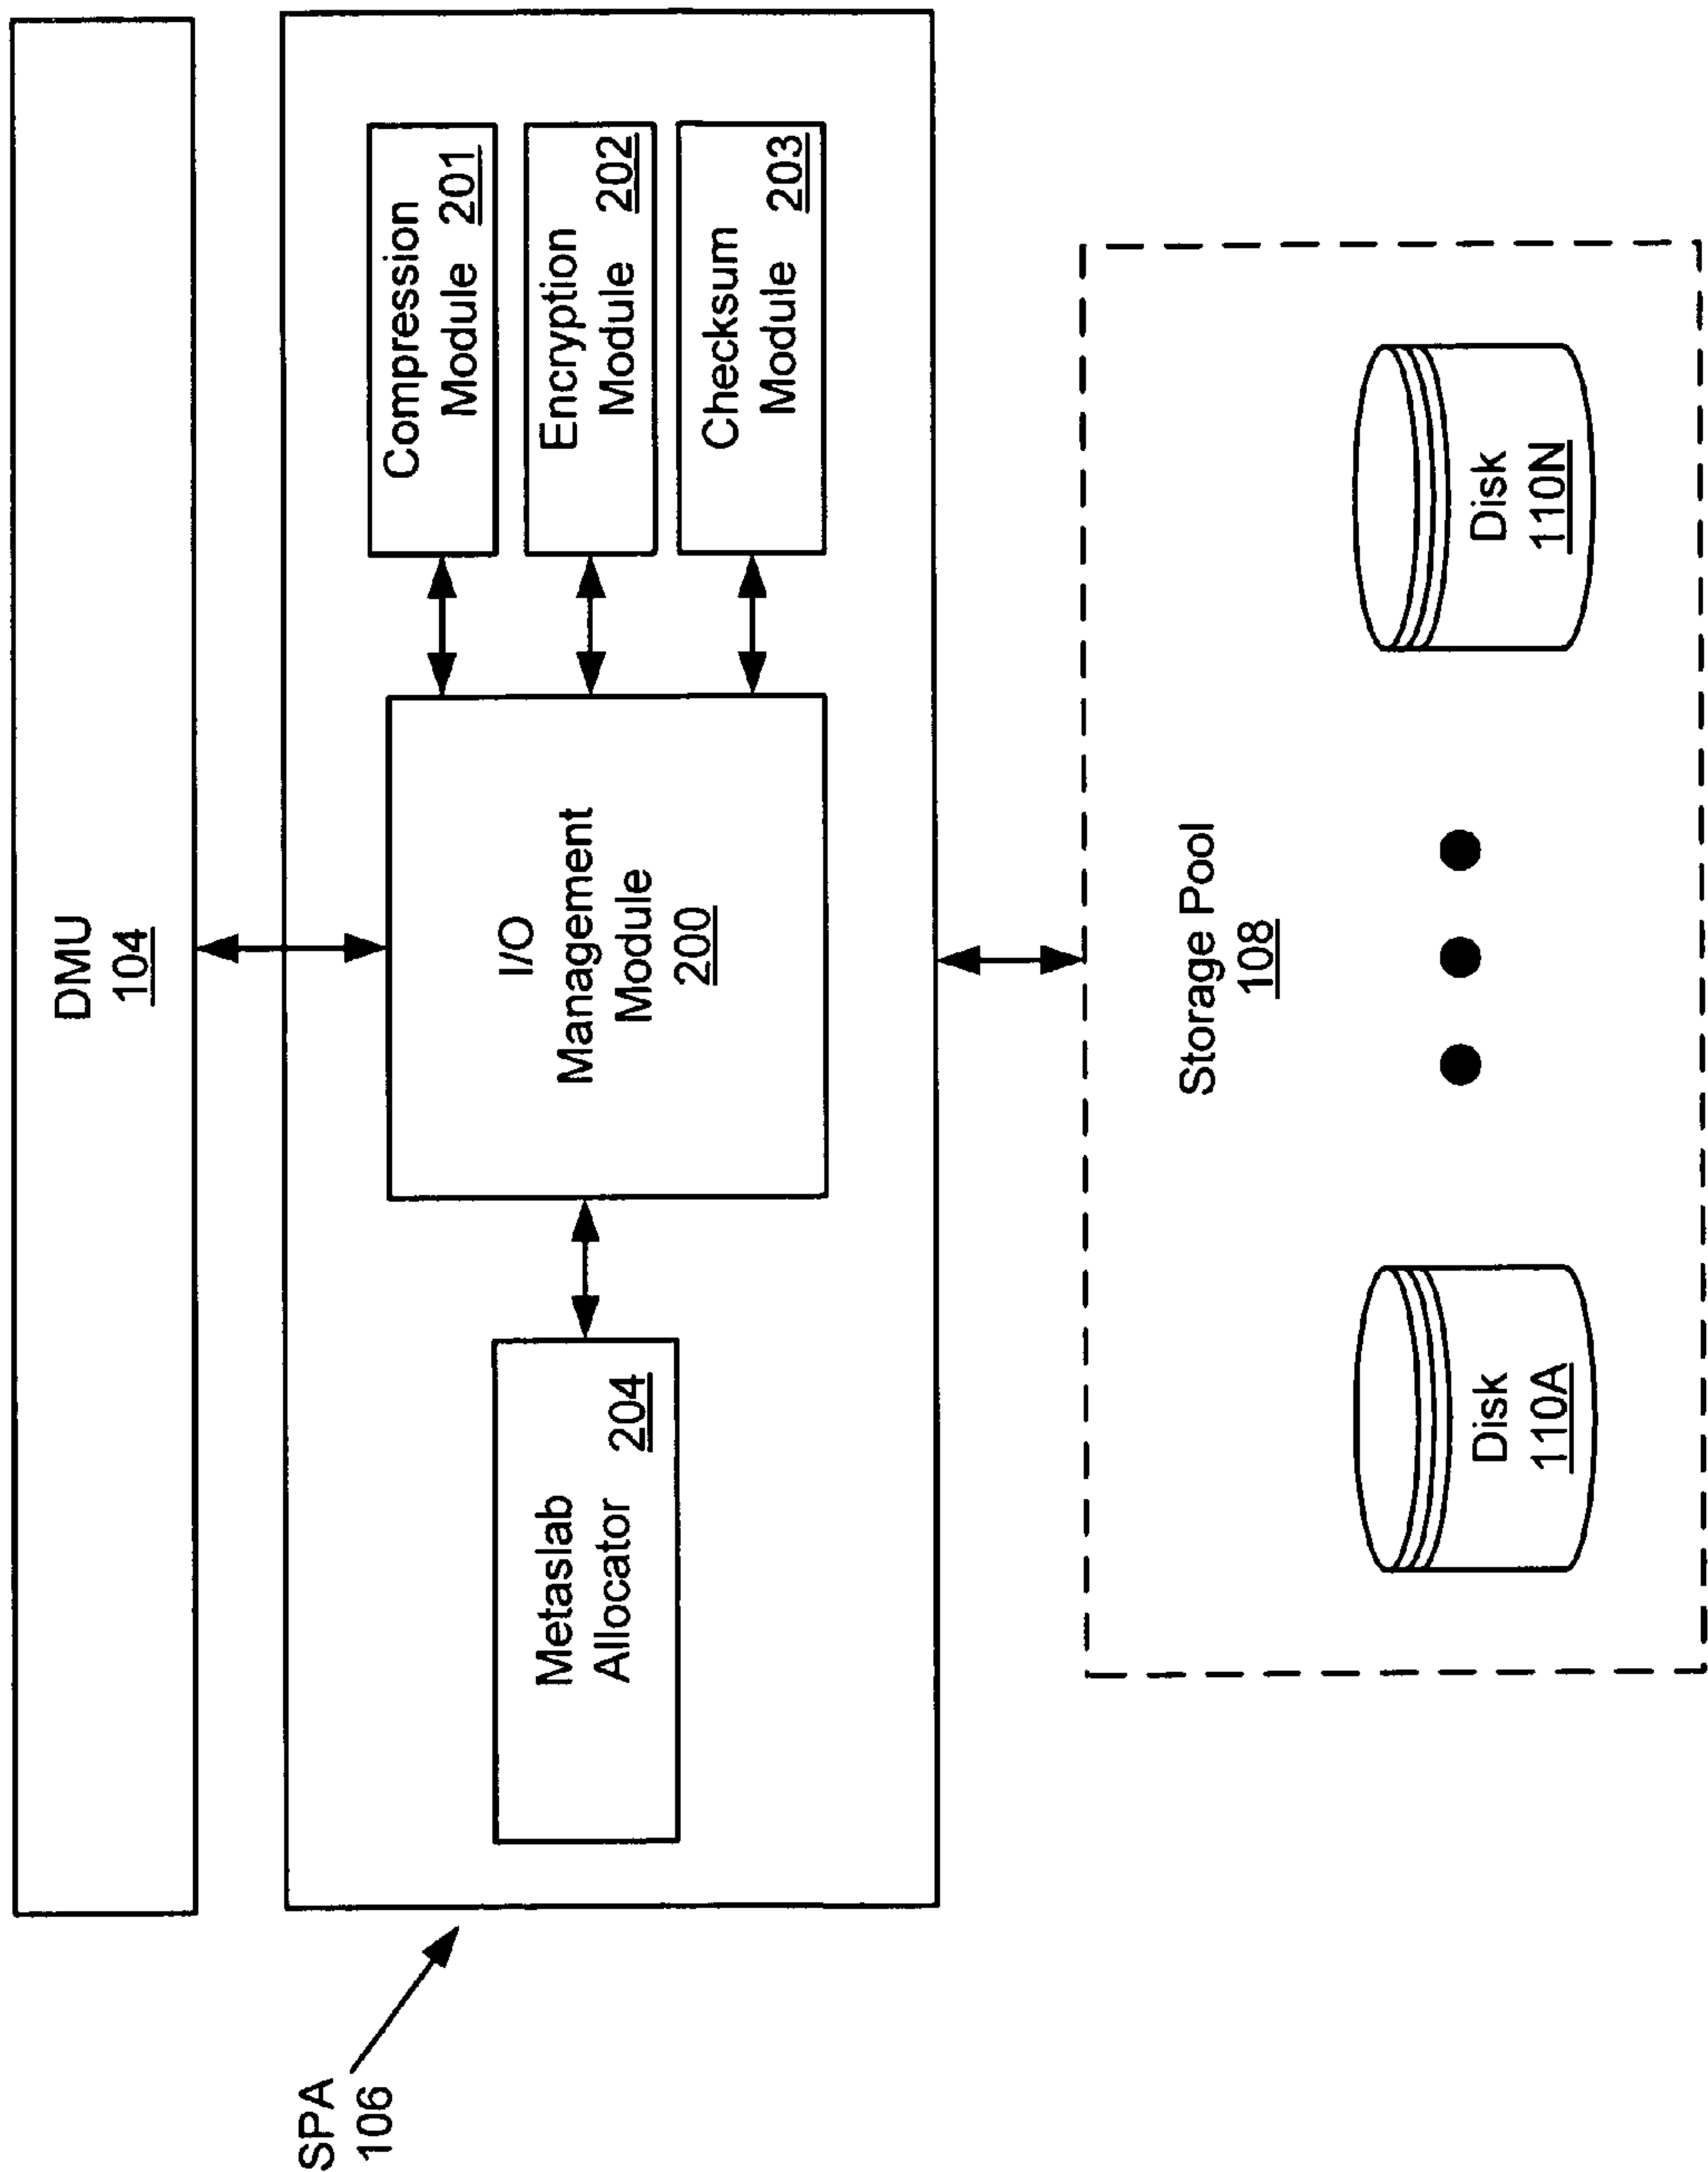 DMU
104
SPA
106
I/O
Management
Module
200
Metaslab
Allocator
204
Compression
Module 201
Encryption
Module 202
Checksum
Module 203
Storage Pool
108
Disk
110A
Disk
110N